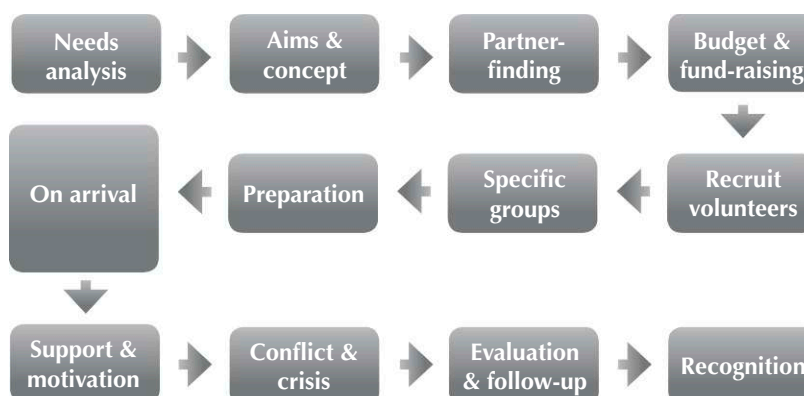 Needs
analysis
Aims &
concept
Partner-
finding
Budget &
fund-raising
Recruit
volunteers
Specific
groups
Preparation
On arrival
Support &
motivation
Conflict &
crisis
Evaluation
& follow-up
Recognition